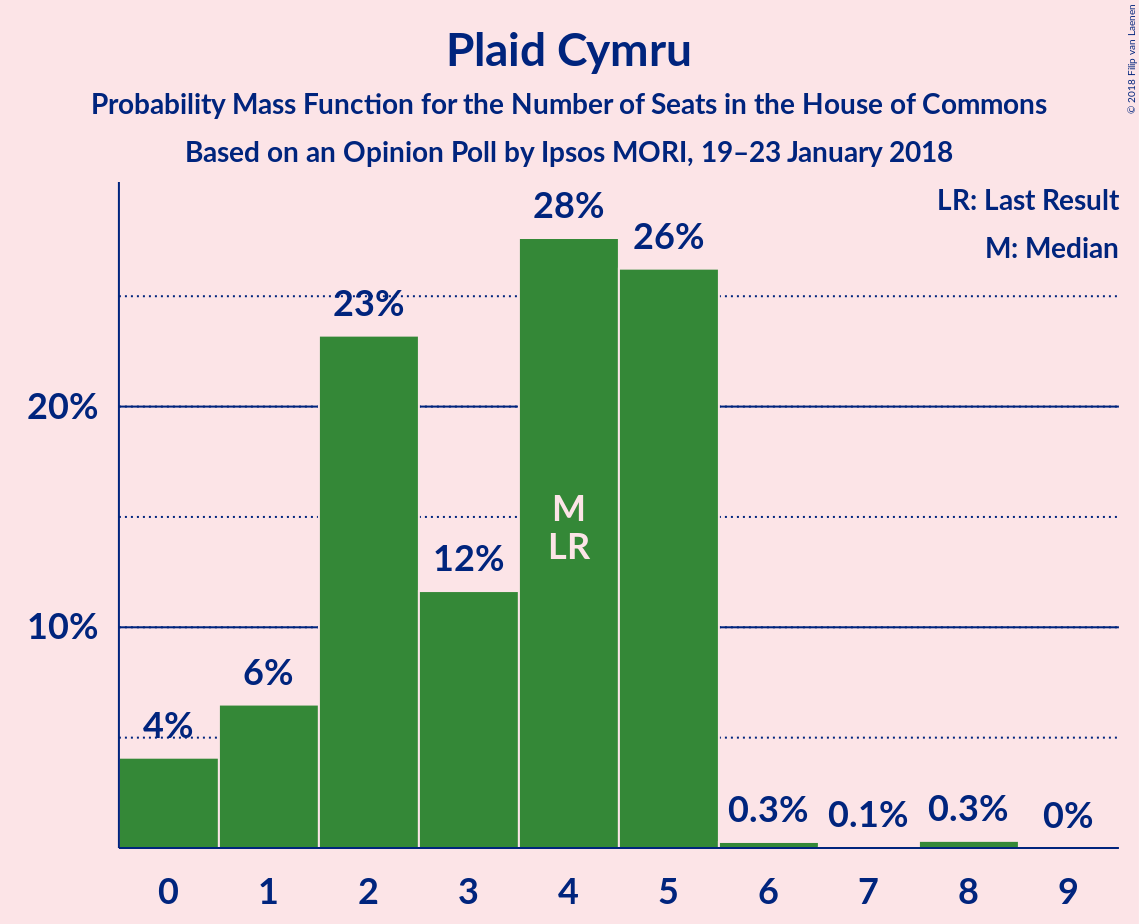 Plaid Cymru
Probability Mass Function for the Number of Seats in the House of Commons
Based on an Opinion Poll by Ipsos MORI, 19–23 January 2018
© 2018 Filip van Laenen
LR: Last Result
M: Median
28%
26%
23%
20%
M
LR
12%
10%
6%
4%
0.3%
0.1%
0.3%
0%
0 1 2 3 4 5 6 7 8 9